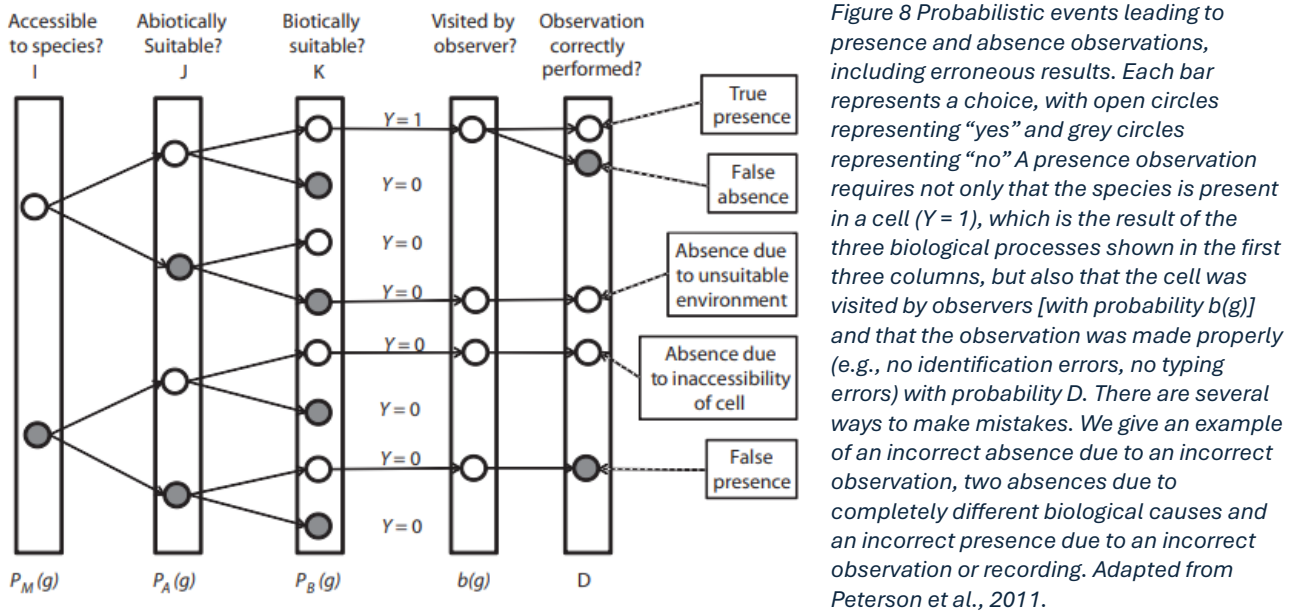 Accessible
to species?
I
Abiotically
Suitable?
J
Biotically
suitable?
K
Visited by
observer?
Observation
correctly
performed?
Y = 1
Y = 0
Y = 0
Y = 0
Y = 0
Y = 0
Y = 0
Y = 0
True
presence
False
absence
Absence due
to unsuitable
environment
Absence due
to inaccessibility
of cell
False
presence
P_M (g)
P_A (g)
P_B (g)
b(g)
D
Figure 8 Probabilistic events leading to
presence and absence observations,
including erroneous results. Each bar
represents a choice, with open circles
representing “yes” and grey circles
representing “no” A presence observation
requires not only that the species is present
in a cell (Y = 1), which is the result of the
three biological processes shown in the first
three columns, but also that the cell was
visited by observers [with probability b(g)]
and that the observation was made properly
(e.g., no identification errors, no typing
errors) with probability D. There are several
ways to make mistakes. We give an example
of an incorrect absence due to an incorrect
observation, two absences due to
completely different biological causes and
an incorrect presence due to an incorrect
observation or recording. Adapted from
Peterson et al., 2011.